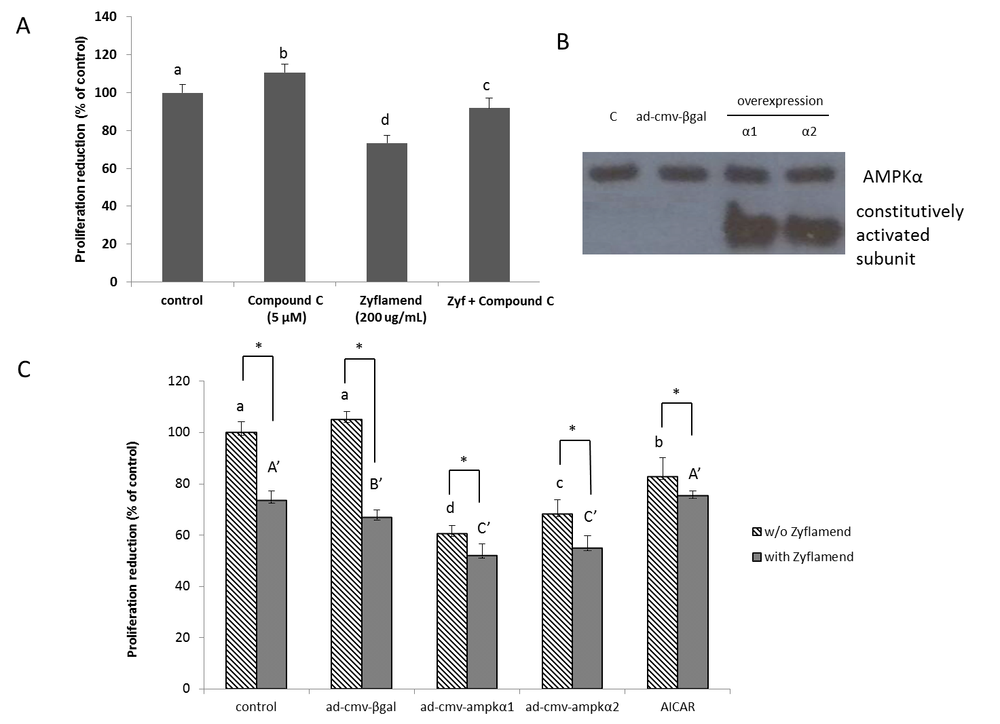 A
Proliferation reduction (% of control)
140
120
100
80
60
40
20
0
a
b
d
c
control
Compound C
(5 µM)
Zyflamend
(200 ug/mL)
Zyf + Compound C
B
overexpression
C
ad-cmv-βgal
α1
α2
AMPKα
constitutively
activated
subunit
C
Proliferation reduction (% of control)
120
100
80
60
40
20
0
*
a
A’
*
a
B’
*
d
C’
*
c
C’
*
b
A’
control
ad-cmv-βgal
ad-cmv-ampkα1
ad-cmv-ampkα2
AICAR
w/o Zyflamend
with Zyflamend